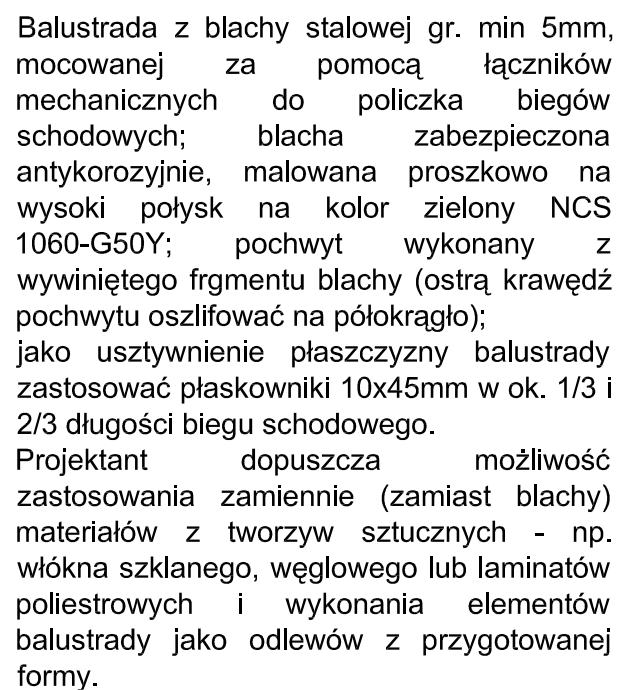 Balustrada z blachy stalowej gr. min 5mm,
mocowanej za pomocą łączników
mechanicznych do policzka biegów
schodowych; blacha zabezpieczona
antykorozyjnie, malowana proszkowo na
wysoki połysk na kolor zielony NCS
1060-G50Y; pochwyt wykonany z
wywiniętego frgmentu blachy (ostrą krawędź
pochwytu oszlifować na półokrągło);
jako usztywnienie płaszczyzny balustrady
zastosować płaskowniki 10x45mm w ok. 1/3 i
2/3 długości biegu schodowego.
Projektant dopuszcza możliwość
zastosowania zamiennie (zamiast blachy)
materiałów z tworzyw sztucznych - np.
włókna szklanego, węglowego lub laminatów
poliestrowych i wykonania elementów
balustrady jako odlewów z przygotowanej
formy.